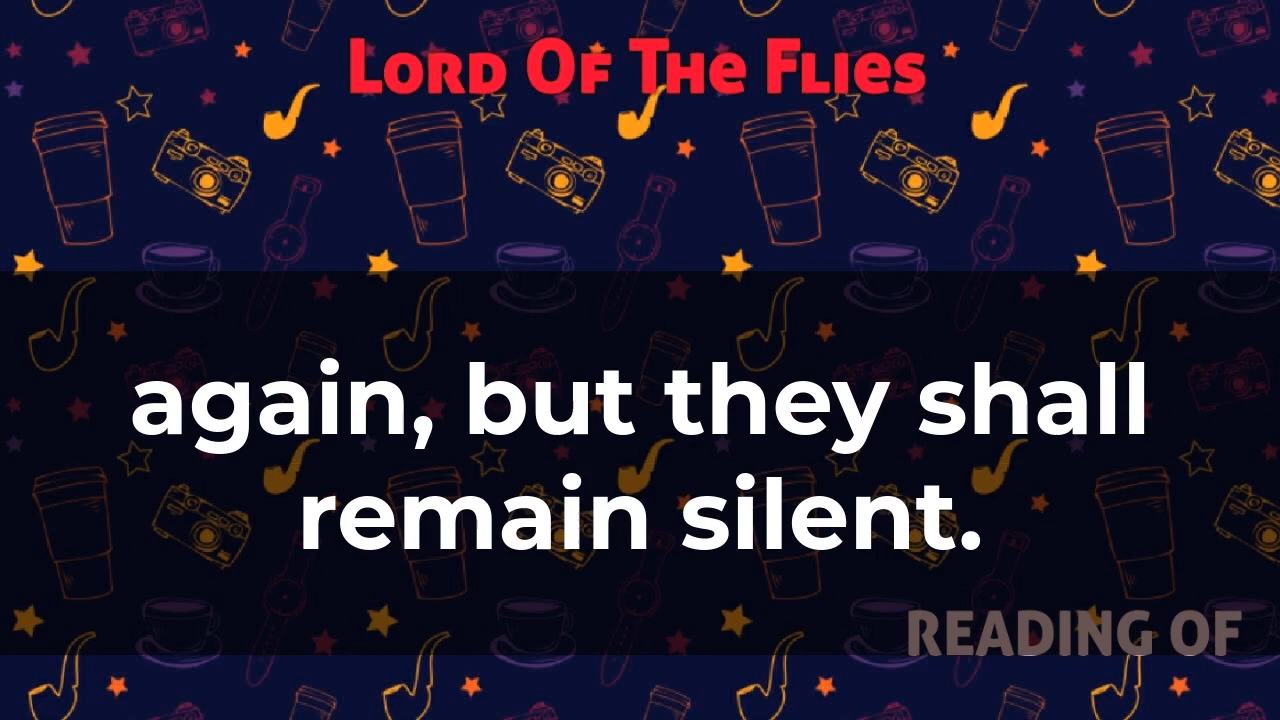 Lord Of The Flies
again, but they shall
remain silent.
READING OF